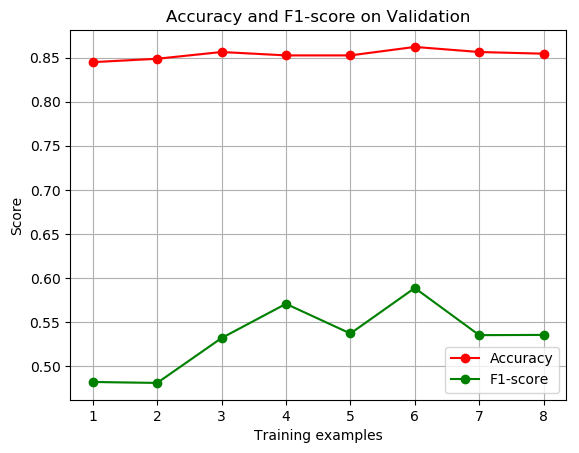 Accuracy and F1-score on Validation
Score
0.85
0.80
0.75
0.70
0.65
0.60
0.55
0.50
1 2 3 4 5 6 7 8
Training examples
Accuracy
F1-score